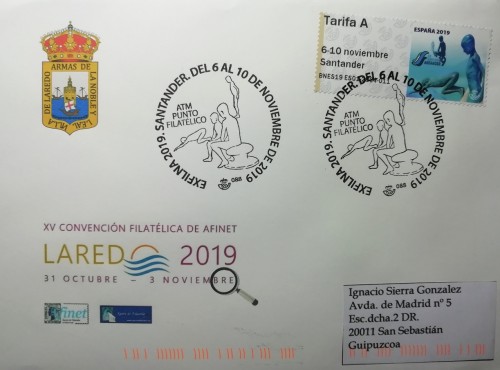 ARMAS DE LA NOBLE Y LEAL VILLA DE LAREDO
Tarifa A
6-10 noviembre
Santander
ESPAÑA 2019
EXFILNA 2019. SANTANDER, DEL 6 AL 10 DE NOVIEMBRE DE 2019
ATM
PUNTO
FILATÉLICO
088
EXFILNA 2019. SANTANDER, DEL 6 AL 10 DE NOVIEMBRE DE 2019
ATM
PUNTO
FILATÉLICO
088
XV CONVENCIÓN FILATÉLICA DE AFINET
LAREDO 2019
31 OCTUBRE – 3 NOVIEMBRE
afinet
Ignacio Sierra Gonzalez
Avda. de Madrid nº 5
Esc.dcha.2 DR.
20011 San Sebastián
Guipuzcoa